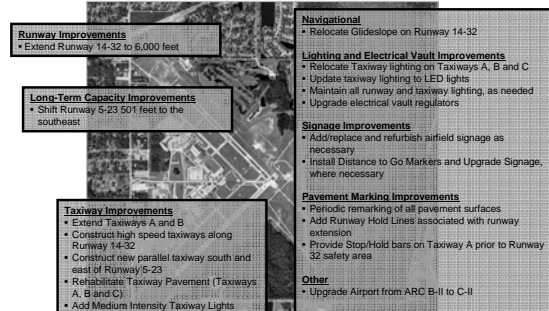 Runway Improvements
▪ Extend Runway 14-32 to 6,000 feet
Long-Term Capacity Improvements
▪ Shift Runway 5-23 501 feet to the
southeast
Taxiway Improvements
▪ Extend Taxiways A and B
▪ Construct high speed taxiways along
Runway 14-32
▪ Construct new parallel taxiway south and
east of Runway 5-23
▪ Rehabilitate Taxiway Pavement (Taxiways
A, B and C)
▪ Add Medium Intensity Taxiway Lights
Navigational
▪ Relocate Glideslope on Runway 14-32
Lighting and Electrical Vault Improvements
▪ Relocate Taxiway lighting on Taxiways A, B and C
▪ Update taxiway lighting to LED lights
▪ Maintain all runway and taxiway lighting, as needed
▪ Upgrade electrical vault regulators
Signage Improvements
▪ Add/replace and refurbish airfield signage as
necessary
▪ Install Distance to Go Markers and Upgrade Signage,
where necessary
Pavement Marking Improvements
▪ Periodic remarking of all pavement surfaces
▪ Add Runway Hold Lines associated with runway
extension
▪ Provide Stop/Hold bars on Taxiway A prior to Runway
32 safety area
Other
▪ Upgrade Airport from ARC B-II to C-II